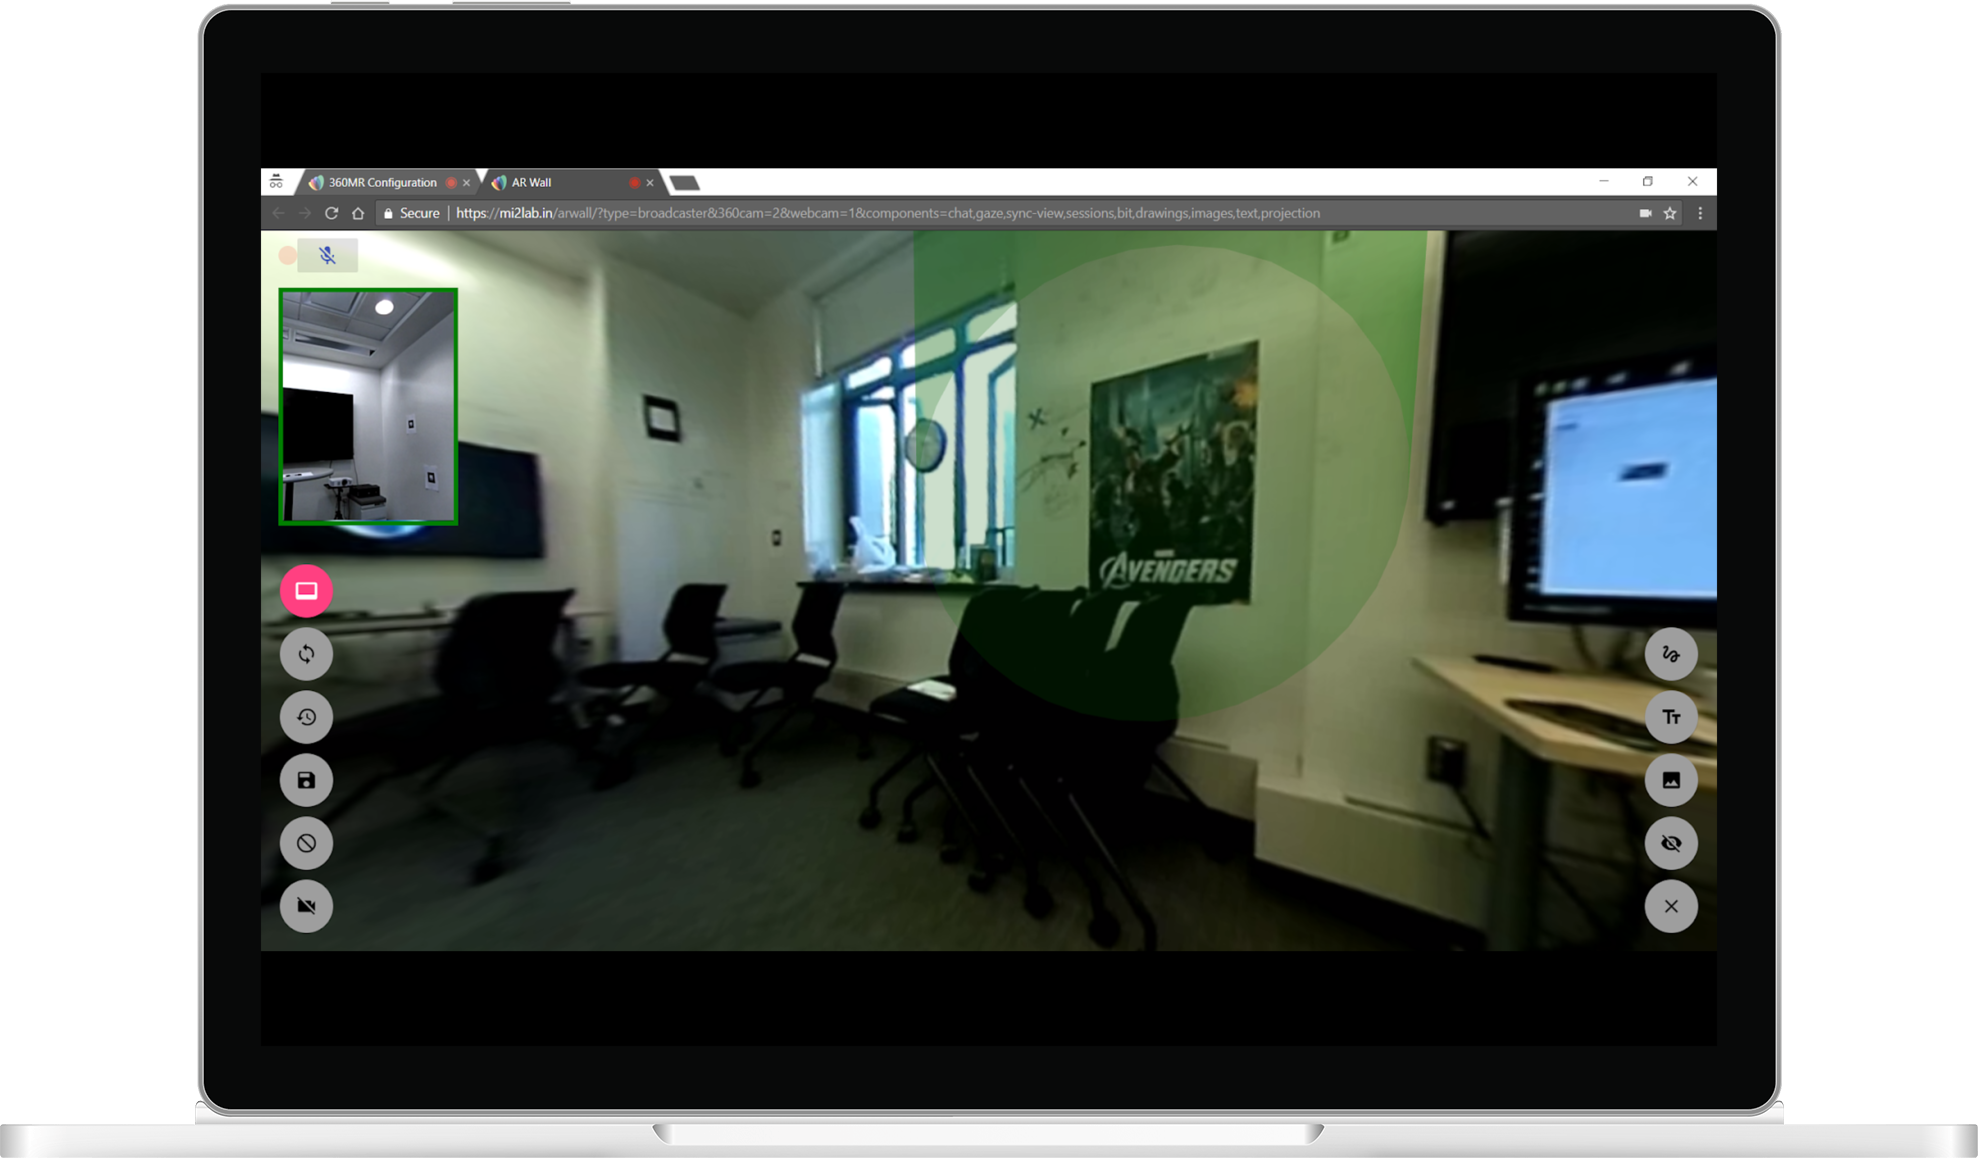 360MR Configuration
AR Wall
Secure | https://mi2lab.in/arwall/?type=broadcaster&360cam=2&webcam=1&components=chat,gaze,sync-view,sessions,bit,drawings,images,text,projection
AVENGERS
TT